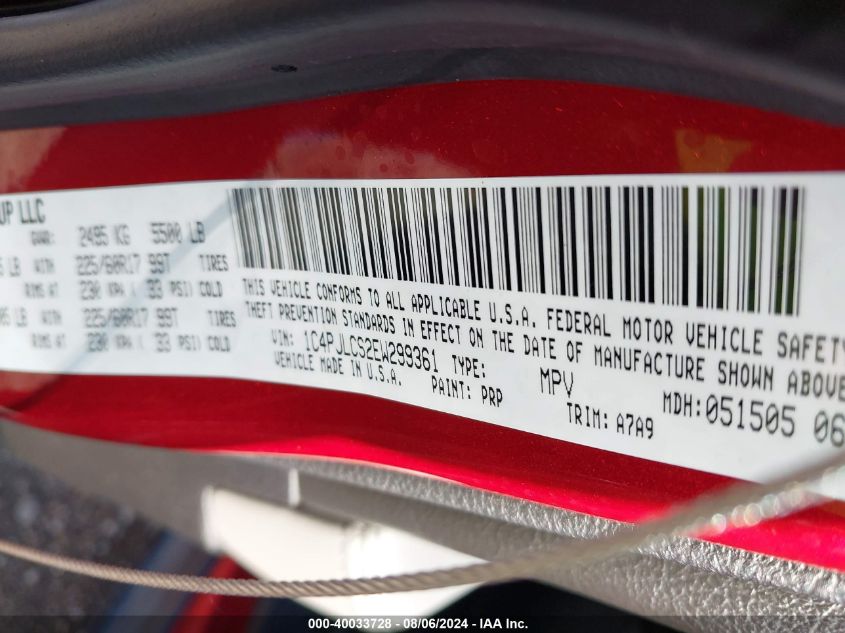 UP LLC
GVWR: 2495 KG 5500 LB
LB WITH 225/60R17 99T TIRES
RIMS AT 230 KPA ( 33 PSI) COLD
LB WITH 225/60R17 99T TIRES
RIMS AT 230 KPA ( 33 PSI) COLD
THIS VEHICLE CONFORMS TO ALL APPLICABLE U.S.A. FEDERAL MOTOR VEHICLE SAFETY
THEFT PREVENTION STANDARDS IN EFFECT ON THE DATE OF MANUFACTURE SHOWN ABOVE
VIN: 1C4PJLCS2EW299361 TYPE: MPV MDH: 051505 06
VEHICLE MADE IN U.S.A. PAINT: PRP TRIM: A7A9
000-40033728 - 08/06/2024 - IAA Inc.